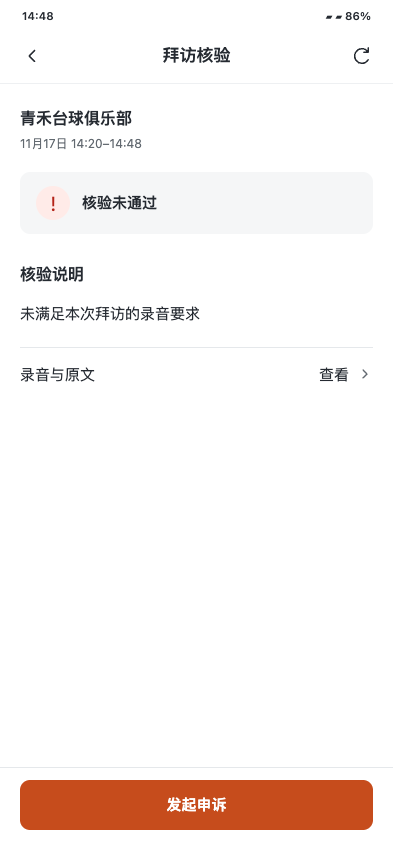 14:48
86%
拜访核验
青禾台球俱乐部
11月17日 14:20–14:48
!
核验未通过
核验说明
未满足本次拜访的录音要求
录音与原文
查看
发起申诉